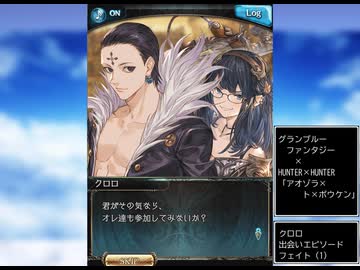 ON
Log
クロロ
君がその気なら、
オレ達も参加してみないか?
SKIP
グランブルー
ファンタジー
×
HUNTER×HUNTER
「アオゾラ×
ト×ボウケン」
クロロ
出会いエピソード
フェイト(1)